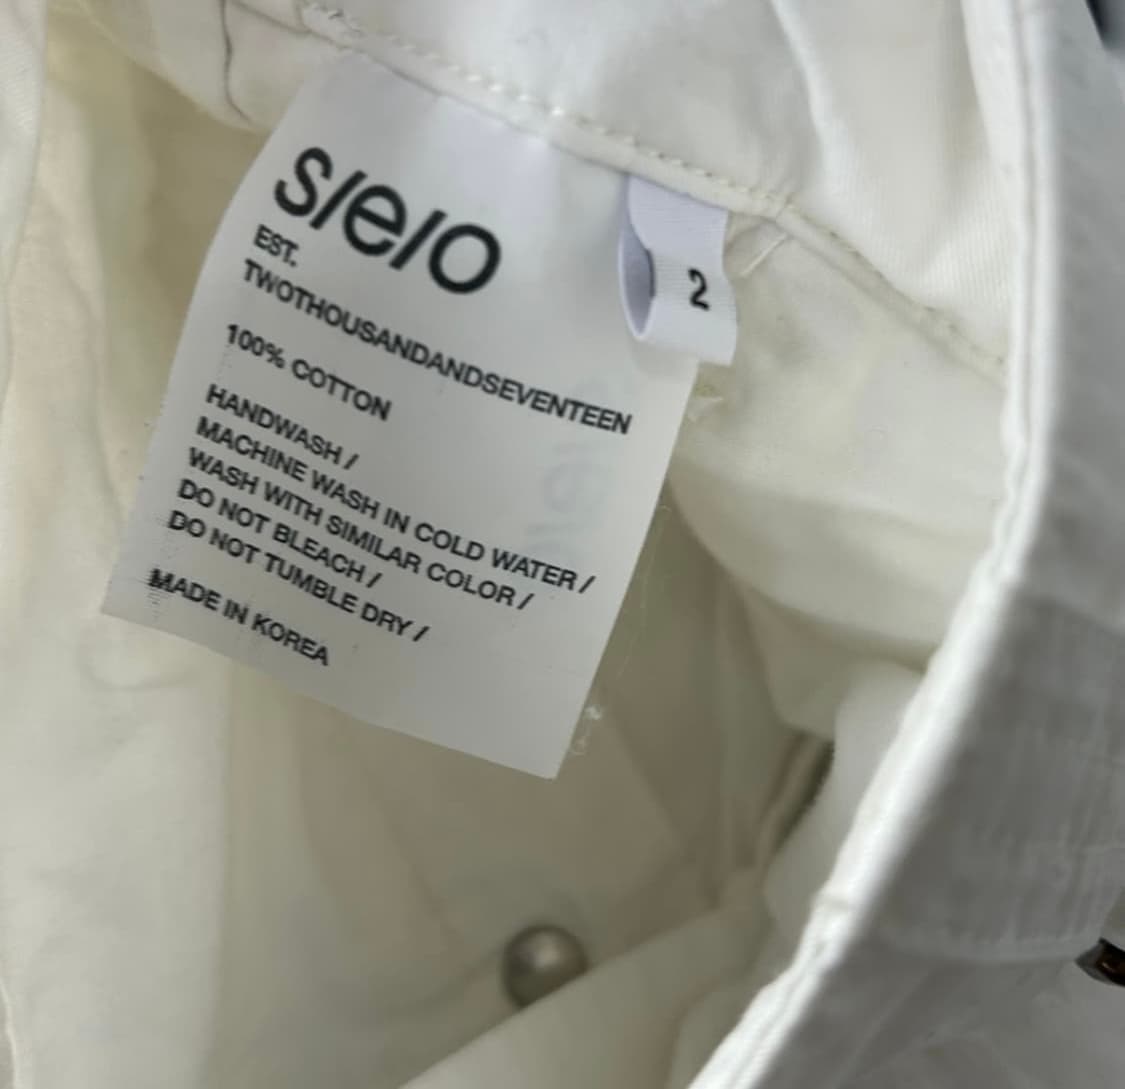 s/e/o
EST.
TWOTHOUSANDANDSEVENTEEN
100% COTTON
HANDWASH /
MACHINE WASH IN COLD WATER /
WASH WITH SIMILAR COLOR /
DO NOT BLEACH /
DO NOT TUMBLE DRY /
MADE IN KOREA
2